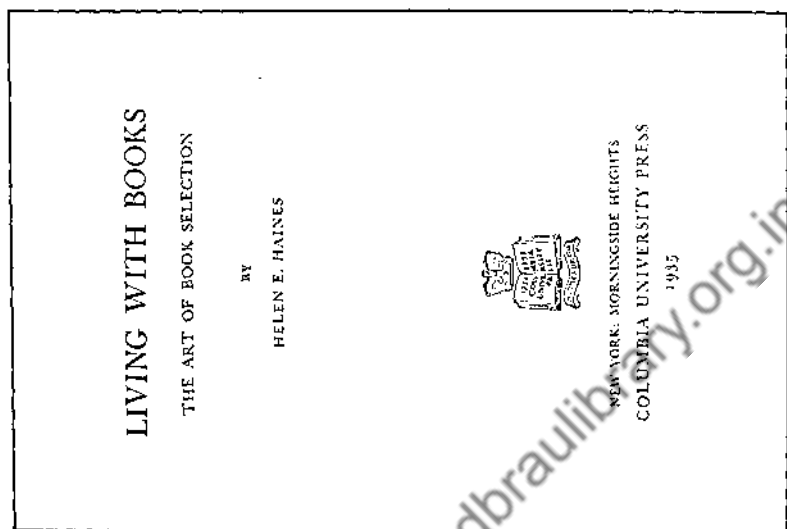 LIVING WITH BOOKS
THE ART OF BOOK SELECTION
BY
HELEN E. HAINES
NEW YORK: MORNINGSIDE HEIGHTS
COLUMBIA UNIVERSITY PRESS
1935
dbraulibrary.org.in